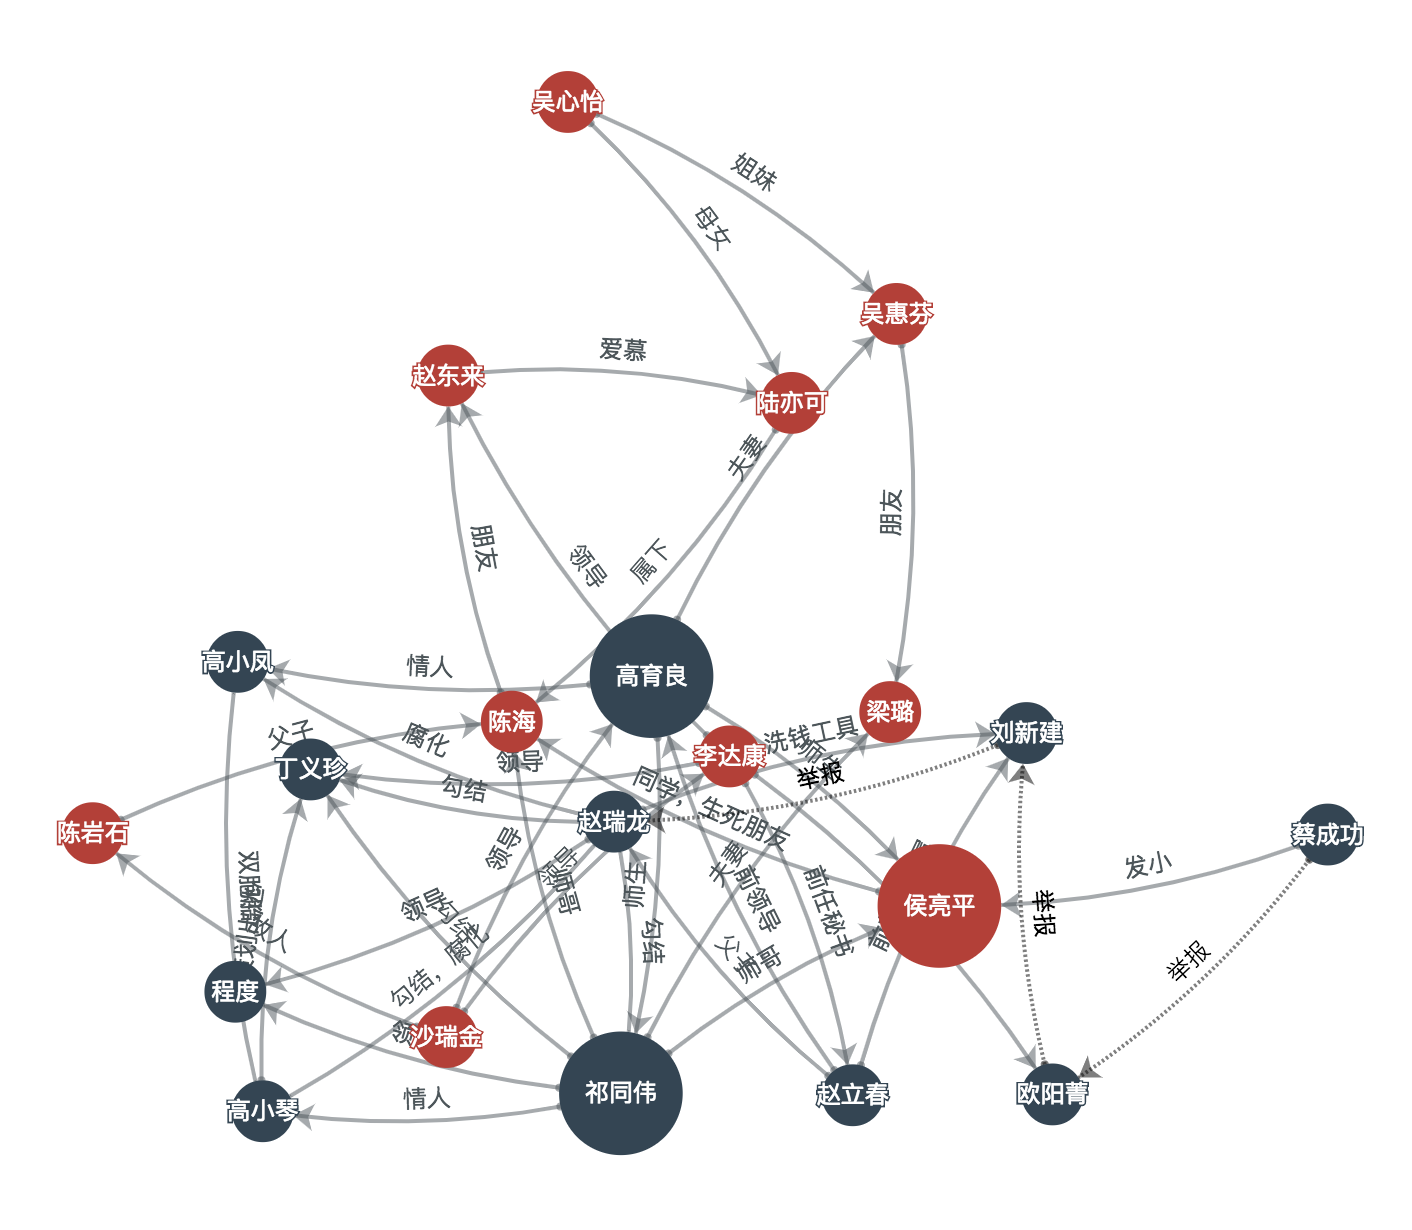 吴心怡
姐妹
母女
吴惠芬
爱慕
赵东来
陆亦可
夫妻
朋友
朋友
领导
属下
高小凤
情人
高育良
陈海
梁璐
父子
腐化
洗钱工具
刘新建
丁义珍
领导
李达康
举报
勾结
同学，生死朋友
赵瑞龙
陈岩石
蔡成功
领导
师生
夫妻
前领导
前任秘书
发小
侯亮平
领导
勾结
勾结，腐化
勾结
父子
师哥
举报
举报
程度
沙瑞金
祁同伟
赵立春
欧阳菁
高小琴
情人